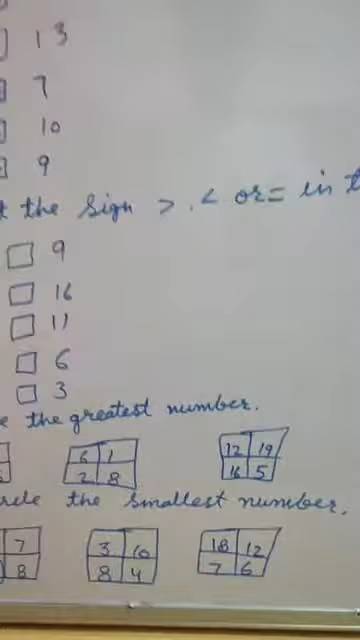 13
7
10
9
the sign > . < or = in
9
16
11
6
3
the greatest number.
6 1 12 19
2 8 16 5
the smallest number.
7 3 10 18 12
8 8 4 7 6